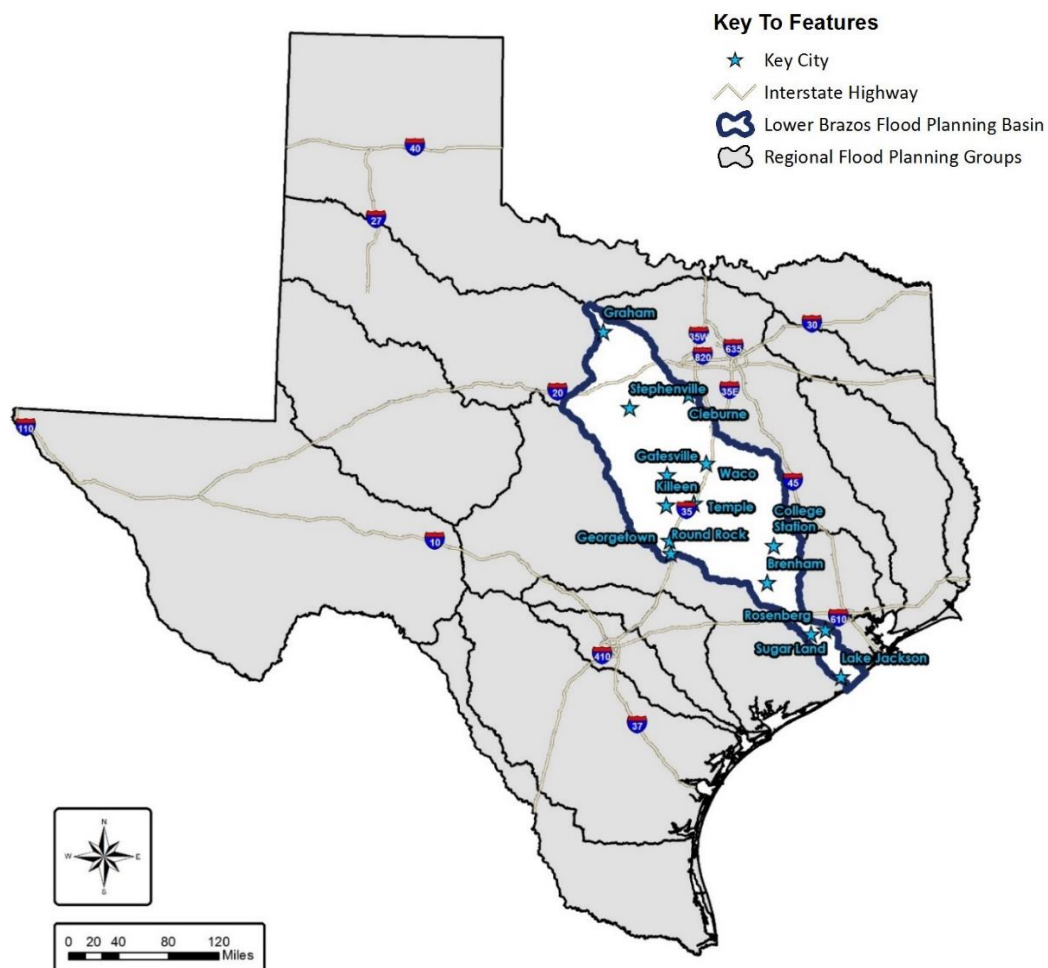 Key To Features
Key City
Interstate Highway
Lower Brazos Flood Planning Basin
Regional Flood Planning Groups
40
27
Graham
30
35W
635
820
35E
20
Stephenville
Cleburne
110
Gatesville
Waco
45
Killeen
35
Temple
College
Station
10
Georgetown
Round Rock
Brenham
Rosenberg
610
Sugar Land
Lake Jackson
410
37
N
W E
S
0 20 40 80 120
Miles